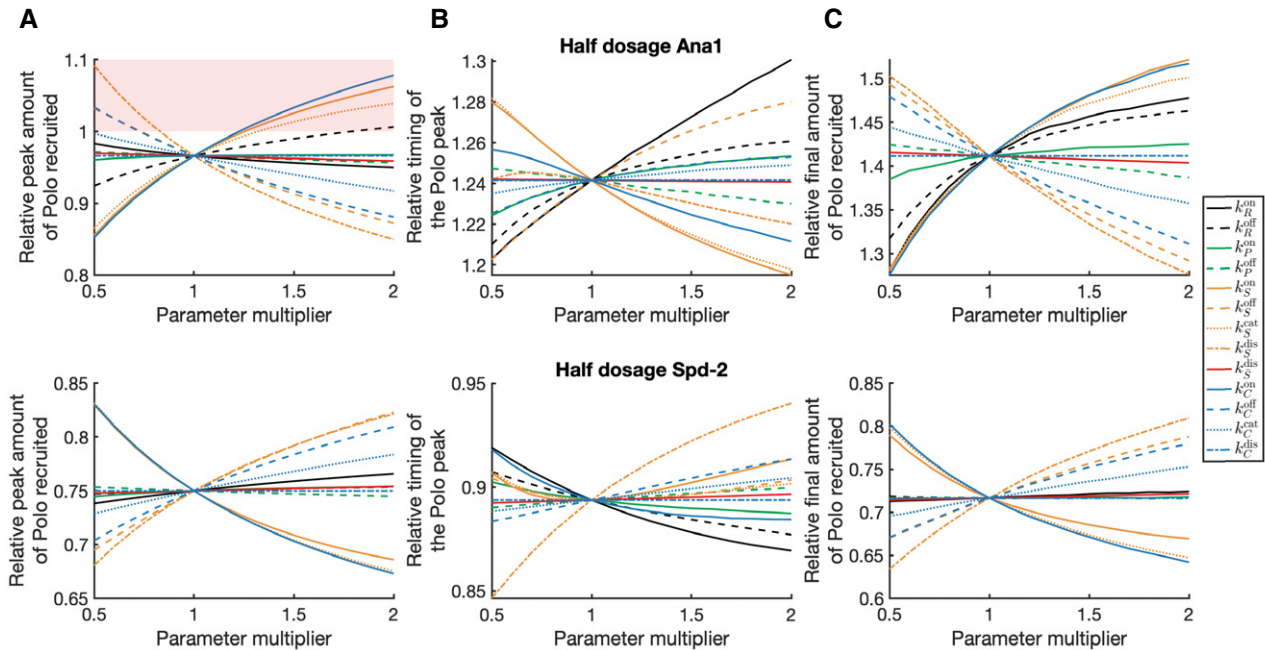 A
B
C
Half dosage Ana1
Relative peak amount
of Polo recruited
1.1
1
0.9
0.8
0.5
1
1.5
2
Parameter multiplier
Relative timing of
the Polo peak
1.3
1.28
1.26
1.24
1.22
1.2
0.5
1
1.5
2
Parameter multiplier
Relative final amount
of Polo recruited
1.5
1.45
1.4
1.35
1.3
0.5
1
1.5
2
Parameter multiplier
k_R^on
k_R^off
k_P^on
k_P^off
k_S^on
k_S^off
k_S^cat
k_S^dis
k_S̄^dis
k_C^on
k_C^off
k_C^cat
k_C^dis
Half dosage Spd-2
Relative peak amount
of Polo recruited
0.85
0.8
0.75
0.7
0.65
0.5
1
1.5
2
Parameter multiplier
Relative timing of
the Polo peak
0.95
0.9
0.85
0.5
1
1.5
2
Parameter multiplier
Relative final amount
of Polo recruited
0.85
0.8
0.75
0.7
0.65
0.6
0.5
1
1.5
2
Parameter multiplier